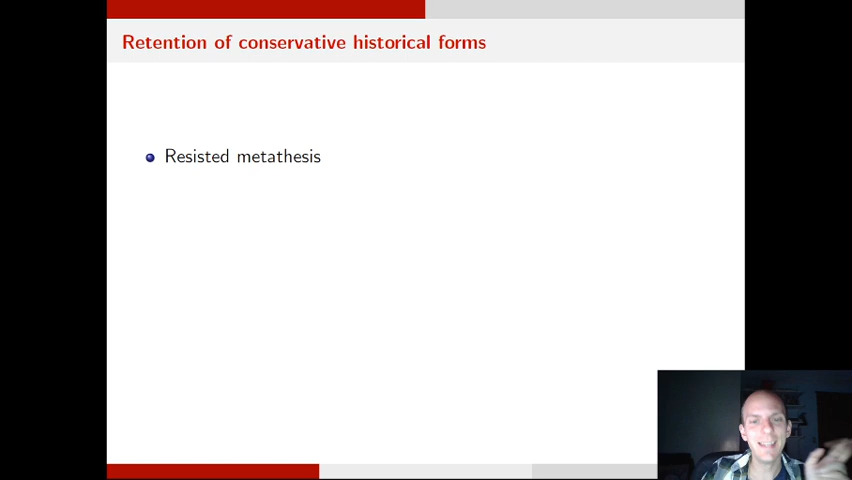 Retention of conservative historical forms
Resisted metathesis